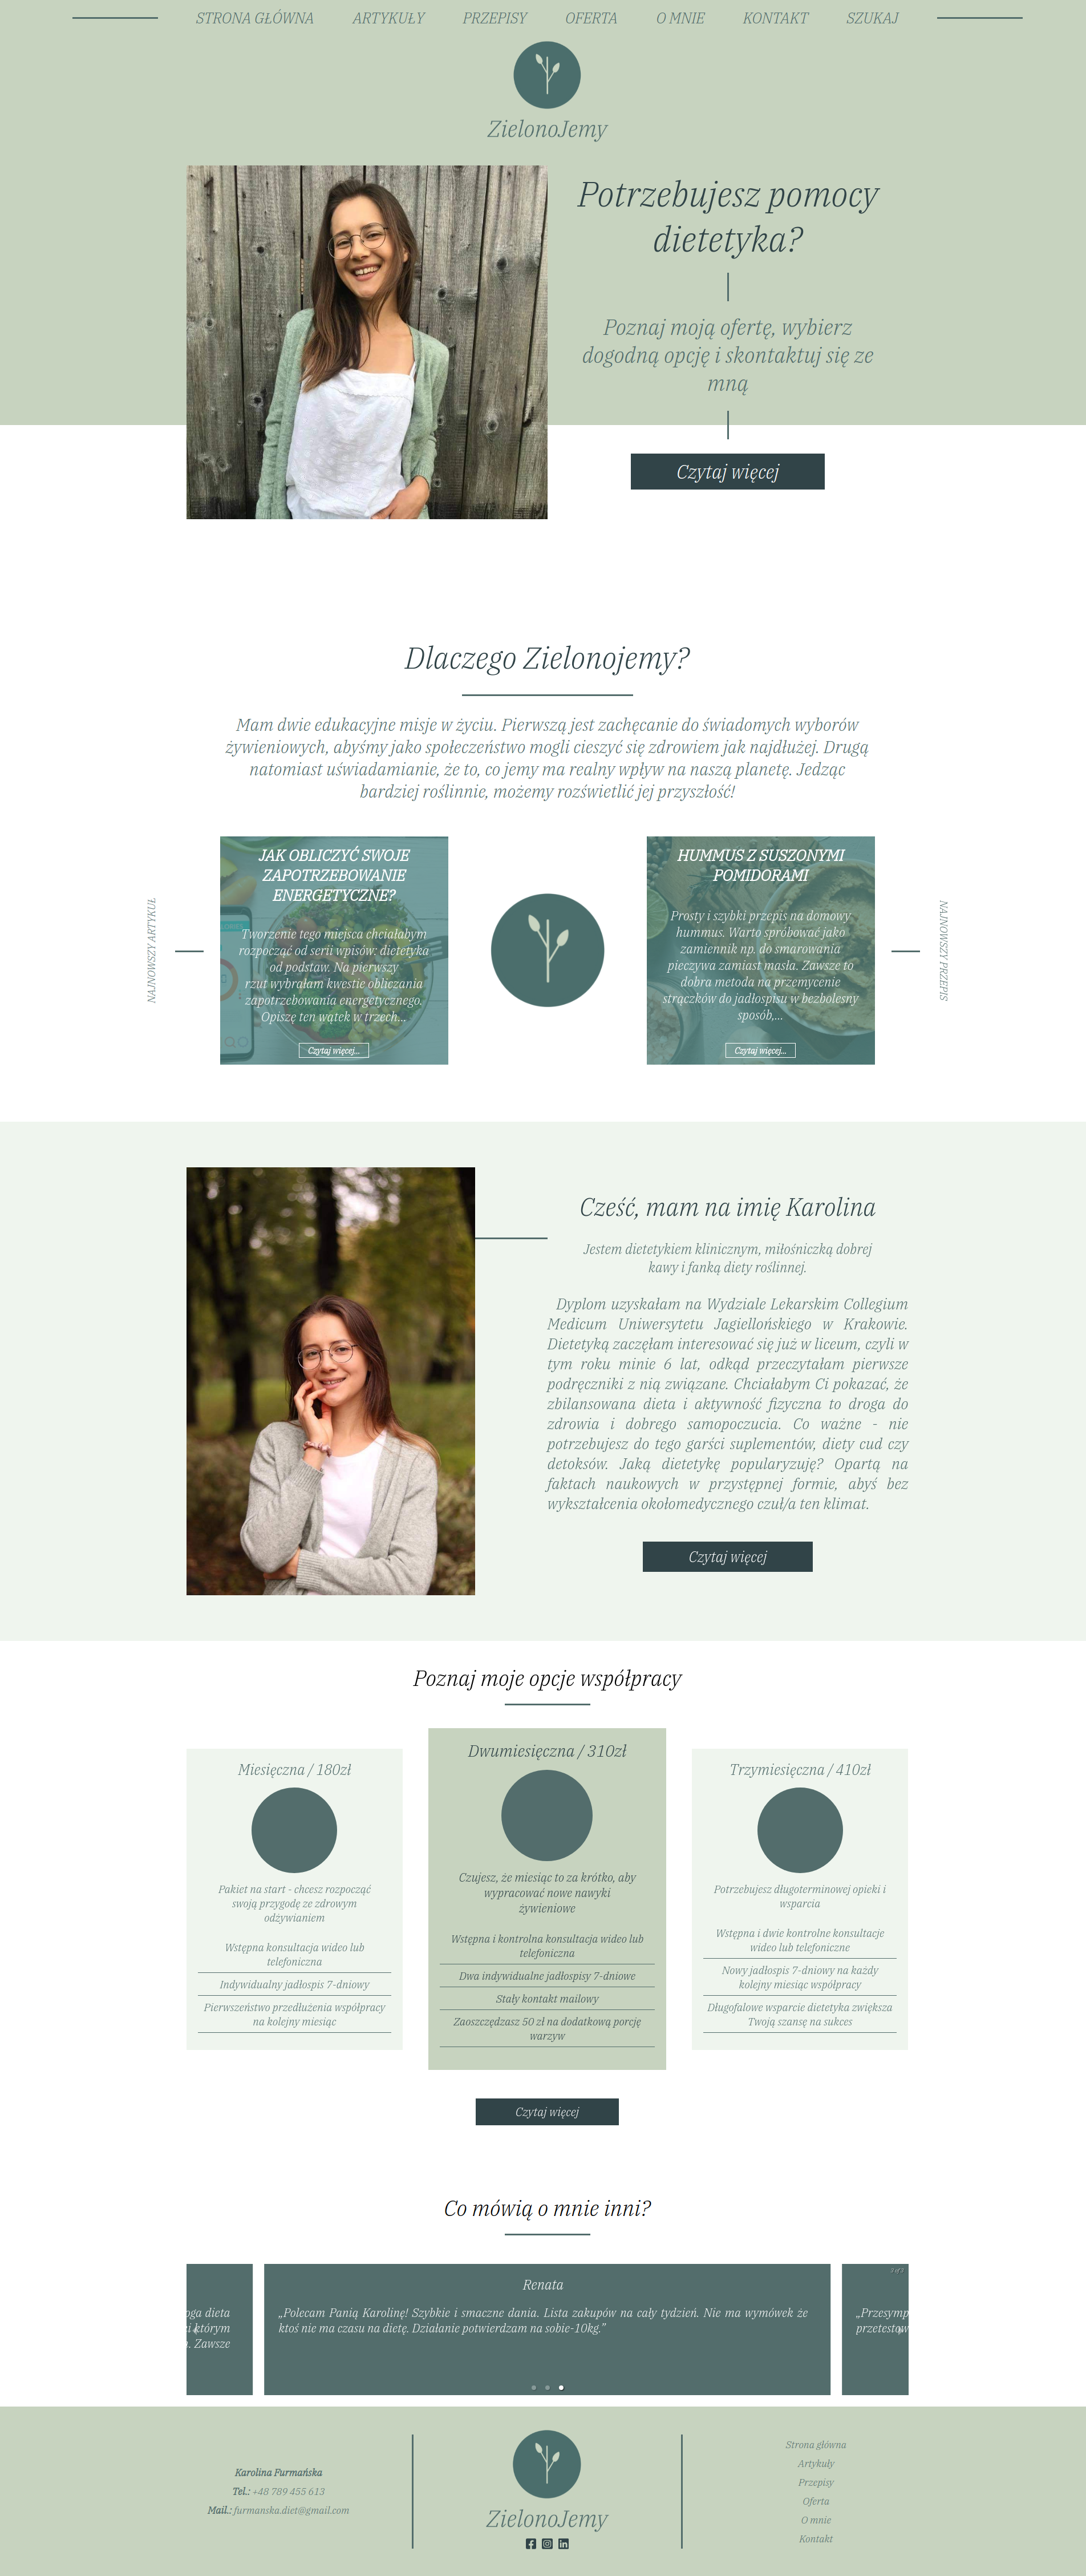 STRONA GŁÓWNA ARTYKUŁY PRZEPISY OFERTA O MNIE KONTAKT SZUKAJ
ZielonoJemy
Potrzebujesz pomocy
dietetyka?
Poznaj moją ofertę, wybierz
dogodną opcję i skontaktuj się ze
mną
Czytaj więcej
Dlaczego Zielonojemy?
Mam dwie edukacyjne misje w życiu. Pierwszą jest zachęcanie do świadomych wyborów
żywieniowych, abyśmy jako społeczeństwo mogli cieszyć się zdrowiem jak najdłużej. Drugą
natomiast uświadamianie, że to, co jemy ma realny wpływ na naszą planetę. Jedząc
bardziej roślinnie, możemy rozświetlić jej przyszłość!
NAJNOWSZY ARTYKUŁ
JAK OBLICZYĆ SWOJE
ZAPOTRZEBOWANIE
ENERGETYCZNE?
Tworzenie tego miejsca chciałabym
rozpocząć od serii wpisów: dietetyka
od podstaw. Na pierwszy
rzut wybrałam kwestie obliczania
zapotrzebowania energetycznego.
Opiszę ten wątek w trzech...
Czytaj więcej...
HUMMUS Z SUSZONYMI
POMIDORAMI
Prosty i szybki przepis na domowy
hummus. Warto spróbować jako
zamiennik np. do smarowania
pieczywa zamiast masła. Zawsze to
dobra metoda na przemycenie
strączków do jadłospisu w bezbolesny
sposób,...
Czytaj więcej...
NAJNOWSZY PRZEPIS
Cześć, mam na imię Karolina
Jestem dietetykiem klinicznym, miłośniczką dobrej
kawy i fanką diety roślinnej.
Dyplom uzyskałam na Wydziale Lekarskim Collegium
Medicum Uniwersytetu Jagiellońskiego w Krakowie.
Dietetyką zaczęłam interesować się już w liceum, czyli w
tym roku minie 6 lat, odkąd przeczytałam pierwsze
podręczniki z nią związane. Chciałabym Ci pokazać, że
zbilansowana dieta i aktywność fizyczna to droga do
zdrowia i dobrego samopoczucia. Co ważne - nie
potrzebujesz do tego garści suplementów, diety cud czy
detoksów. Jaką dietetykę popularyzuję? Opartą na
faktach naukowych w przystępnej formie, abyś bez
wykształcenia okołomedycznego czuł/a ten klimat.
Czytaj więcej
Poznaj moje opcje współpracy
Miesięczna / 180zł
Pakiet na start - chcesz rozpocząć
swoją przygodę ze zdrowym
odżywianiem
Wstępna konsultacja wideo lub
telefoniczna
Indywidualny jadłospis 7-dniowy
Pierwszeństwo przedłużenia współpracy
na kolejny miesiąc
Dwumiesięczna / 310zł
Czujesz, że miesiąc to za krótko, aby
wypracować nowe nawyki
żywieniowe
Wstępna i kontrolna konsultacja wideo lub
telefoniczna
Dwa indywidualne jadłospisy 7-dniowe
Stały kontakt mailowy
Zaoszczędzasz 50 zł na dodatkową porcję
warzyw
Trzymiesięczna / 410zł
Potrzebujesz długoterminowej opieki i
wsparcia
Wstępna i dwie kontrolne konsultacje
wideo lub telefoniczne
Nowy jadłospis 7-dniowy na każdy
kolejny miesiąc współpracy
Długofalowe wsparcie dietetyka zwiększa
Twoją szansę na sukces
Czytaj więcej
Co mówią o mnie inni?
dieta
którym
Zawsze
Renata
„Polecam Panią Karolinę! Szybkie i smaczne dania. Lista zakupów na cały tydzień. Nie ma wymówek że
ktoś nie ma czasu na dietę. Działanie potwierdzam na sobie-10kg.”
„Przesymp
przetestow
Karolina Furmańska
Tel.: +48 789 455 613
Mail.: furmanska.diet@gmail.com
ZielonoJemy
Strona główna
Artykuły
Przepisy
Oferta
O mnie
Kontakt